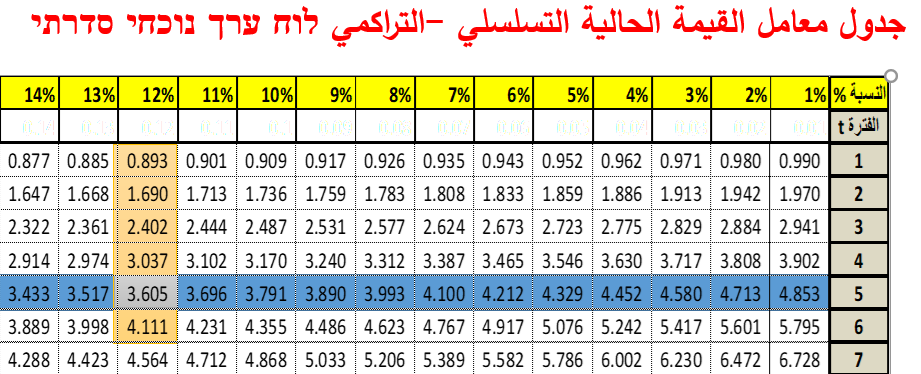 جدول معامل القيمة الحالية التسلسلي -التراكمي לוח ערך נוכחי סדרתי
النسبة % 1% 2% 3% 4% 5% 6% 7% 8% 9% 10% 11% 12% 13% 14%
الفترة t 0.01 0.02 0.03 0.04 0.05 0.06 0.07 0.08 0.09 0.1 0.11 0.12 0.13 0.14
1 0.990 0.980 0.971 0.962 0.952 0.943 0.935 0.926 0.917 0.909 0.901 0.893 0.885 0.877
2 1.970 1.942 1.913 1.886 1.859 1.833 1.808 1.783 1.759 1.736 1.713 1.690 1.668 1.647
3 2.941 2.884 2.829 2.775 2.723 2.673 2.624 2.577 2.531 2.487 2.444 2.402 2.361 2.322
4 3.902 3.808 3.717 3.630 3.546 3.465 3.387 3.312 3.240 3.170 3.102 3.037 2.974 2.914
5 4.853 4.713 4.580 4.452 4.329 4.212 4.100 3.993 3.890 3.791 3.696 3.605 3.517 3.433
6 5.795 5.601 5.417 5.242 5.076 4.917 4.767 4.623 4.486 4.355 4.231 4.111 3.998 3.889
7 6.728 6.472 6.230 6.002 5.786 5.582 5.389 5.206 5.033 4.868 4.712 4.564 4.423 4.288